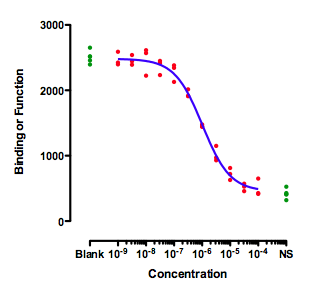 3000
2000
1000
0
Binding or Function
Blank 10⁻⁹ 10⁻⁸ 10⁻⁷ 10⁻⁶ 10⁻⁵ 10⁻⁴ NS
Concentration